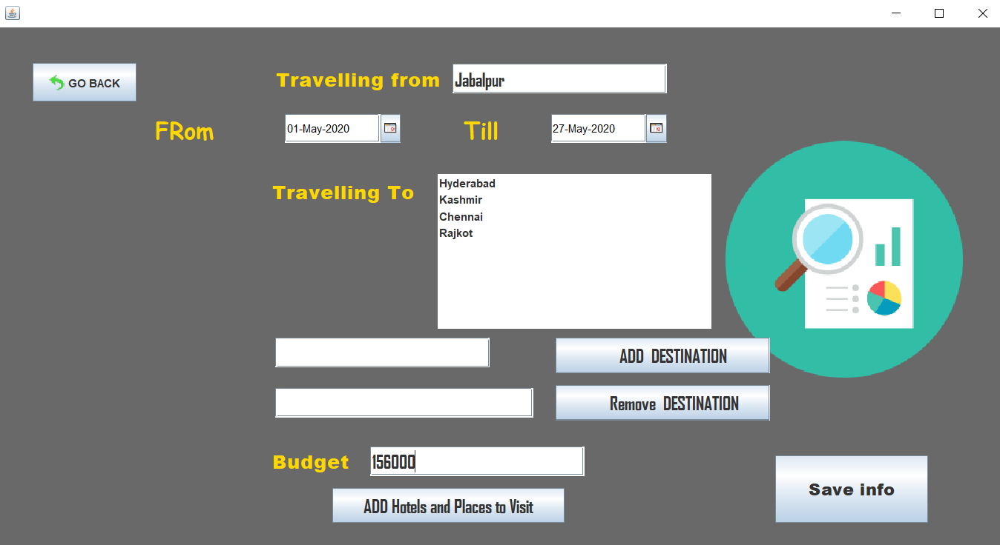 GO BACK
Travelling from Jabalpur
FRom 01-May-2020 Till 27-May-2020
Travelling To
Hyderabad
Kashmir
Chennai
Rajkot
ADD DESTINATION
Remove DESTINATION
Budget 156000
Save info
ADD Hotels and Places to Visit